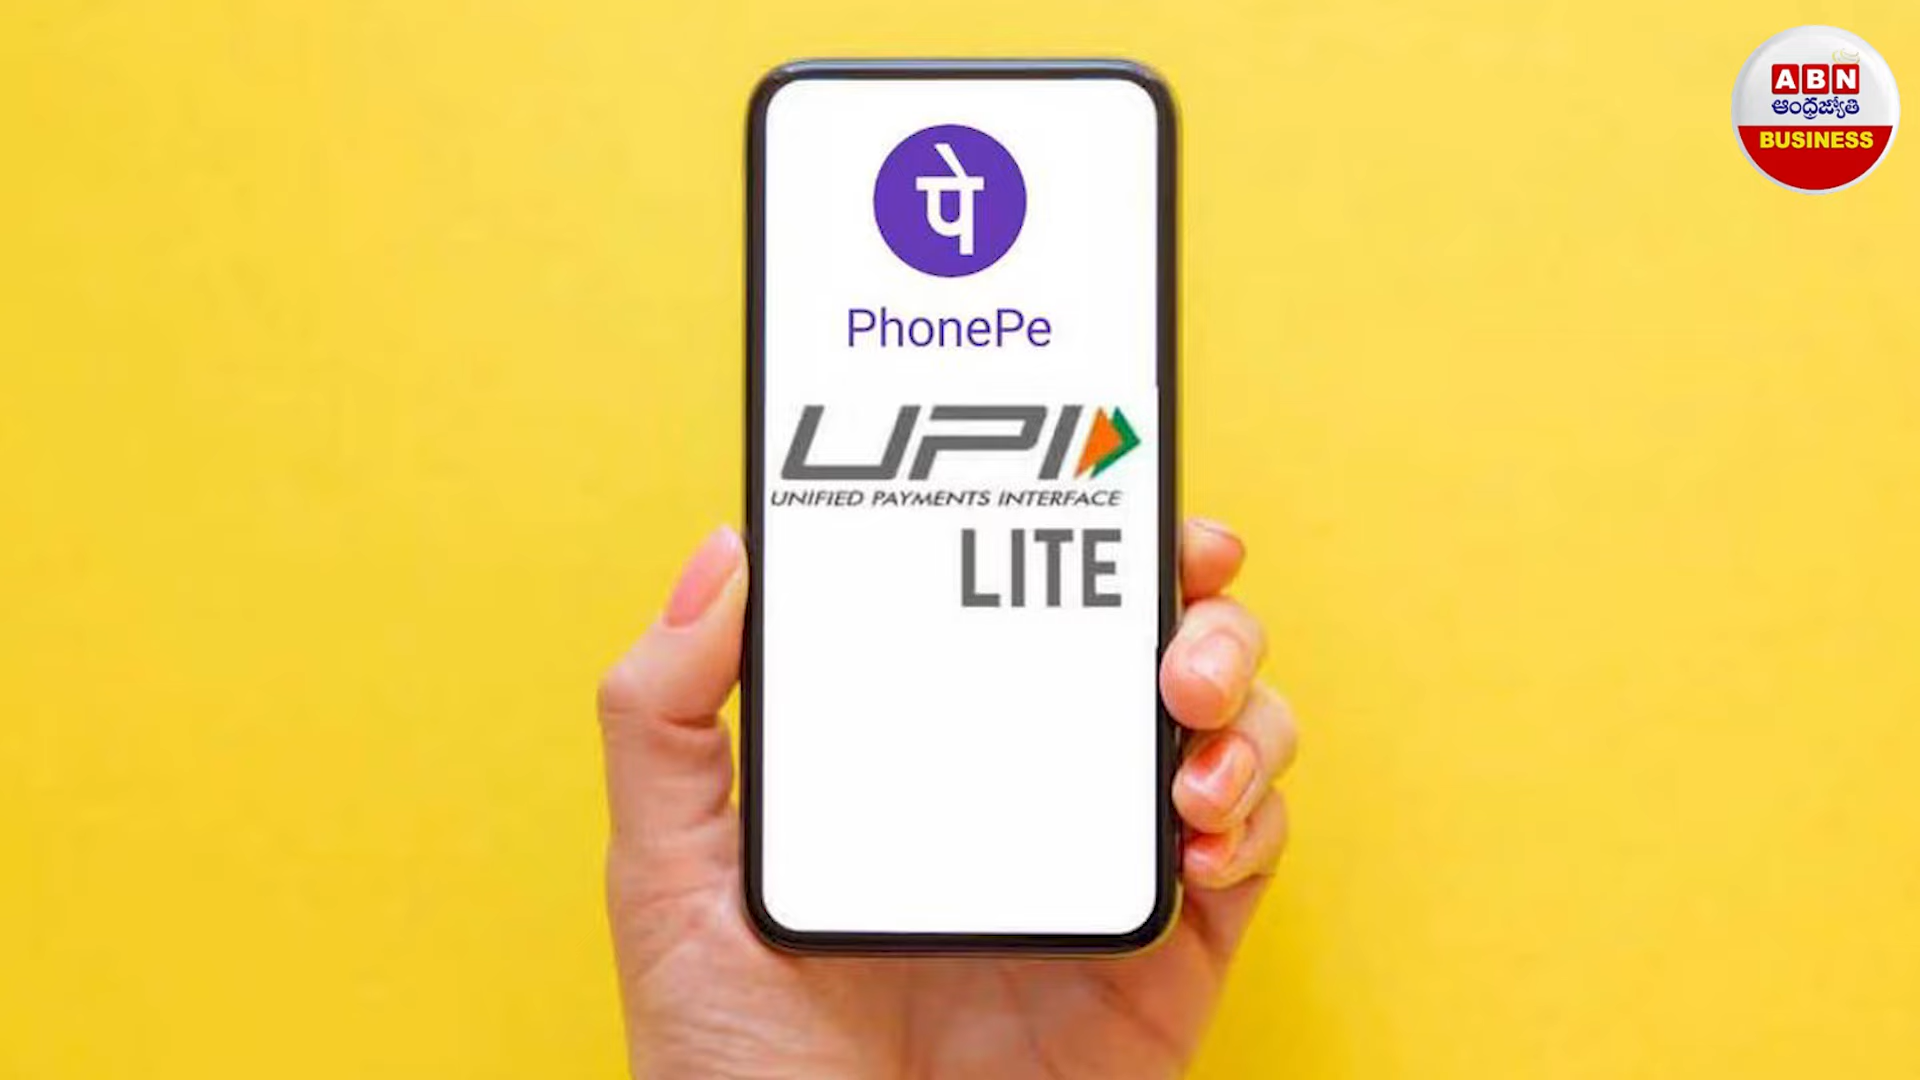 पे
PhonePe
UPI
UNIFIED PAYMENTS INTERFACE
LITE
ABN
ఆంధ్రజ్యోతి
BUSINESS